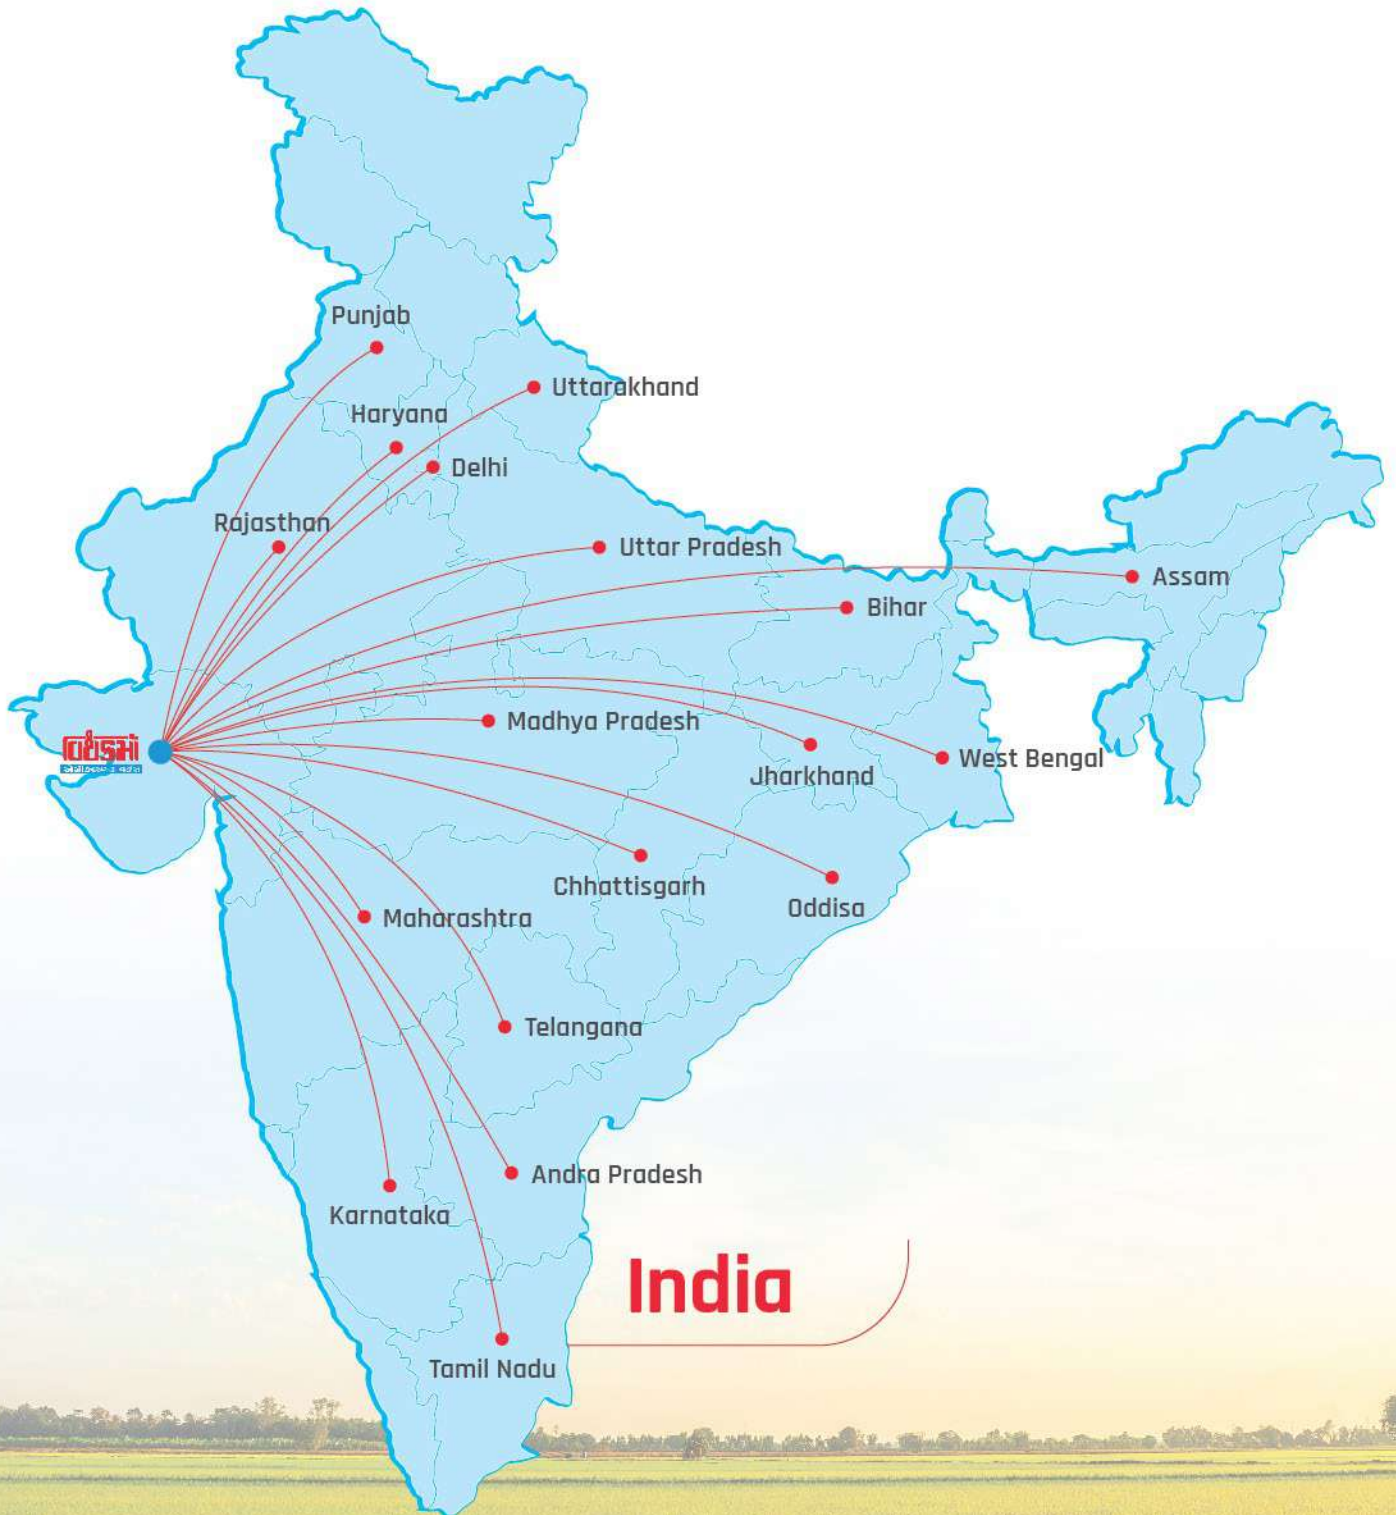 Punjab
Uttarakhand
Haryana
Delhi
Rajasthan
Uttar Pradesh
Assam
Bihar
Madhya Pradesh
Jharkhand
West Bengal
Chhattisgarh
Oddisa
Maharashtra
Telangana
Andra Pradesh
Karnataka
India
Tamil Nadu